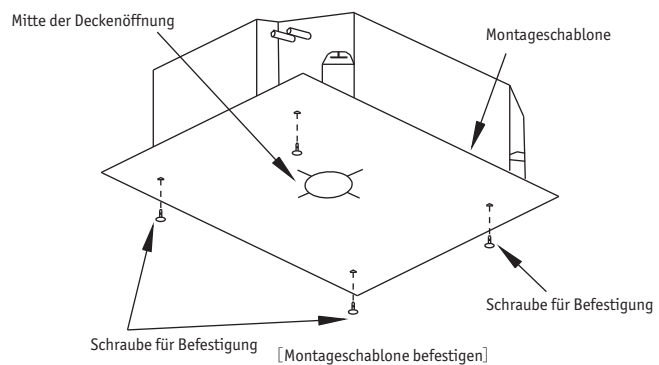 Mitte der Deckenöffnung
Montageschablone
Schraube für Befestigung
Schraube für Befestigung
[Montageschablone befestigen]